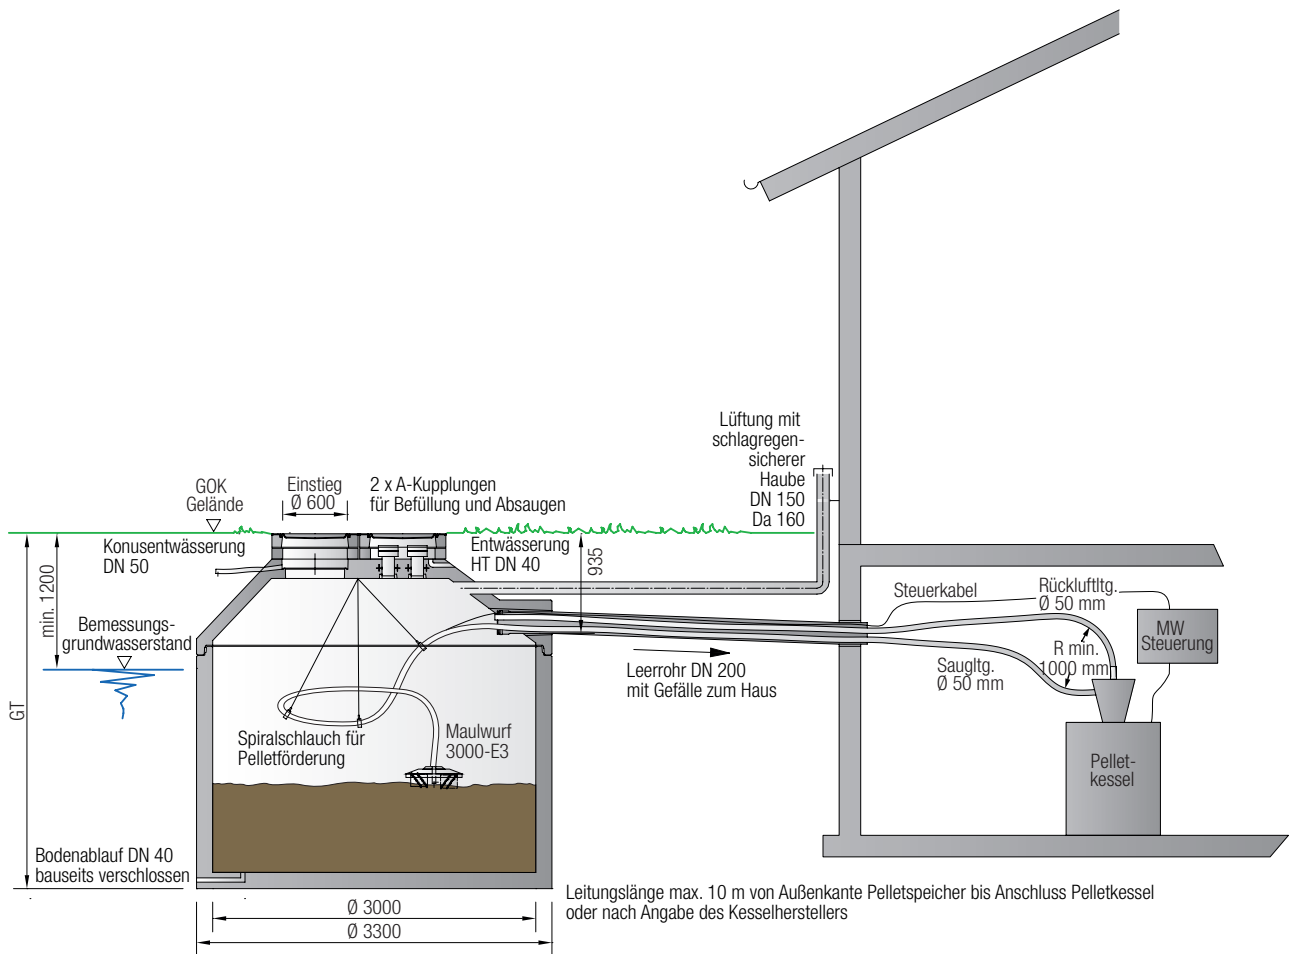 Lüftung mit
schlagregen-
sicherer
Haube
DN 150
Da 160
GOK
Gelände
Einstieg
Ø 600
2 x A-Kupplungen
für Befüllung und Absaugen
Konusentwässerung
DN 50
Entwässerung
HT DN 40
935
min. 1200
Bemessungs-
grundwasserstand
GT
Steuerkabel
Rückluftltg.
Ø 50 mm
MW
Steuerung
R min.
1000 mm
Saugltg.
Ø 50 mm
Leerrohr DN 200
mit Gefälle zum Haus
Spiralschlauch für
Pelletförderung
Maulwurf
3000-E3
Pellet-
kessel
Bodenablauf DN 40
bauseits verschlossen
Leitungslänge max. 10 m von Außenkante Pelletspeicher bis Anschluss Pelletkessel
oder nach Angabe des Kesselherstellers
Ø 3000
Ø 3300